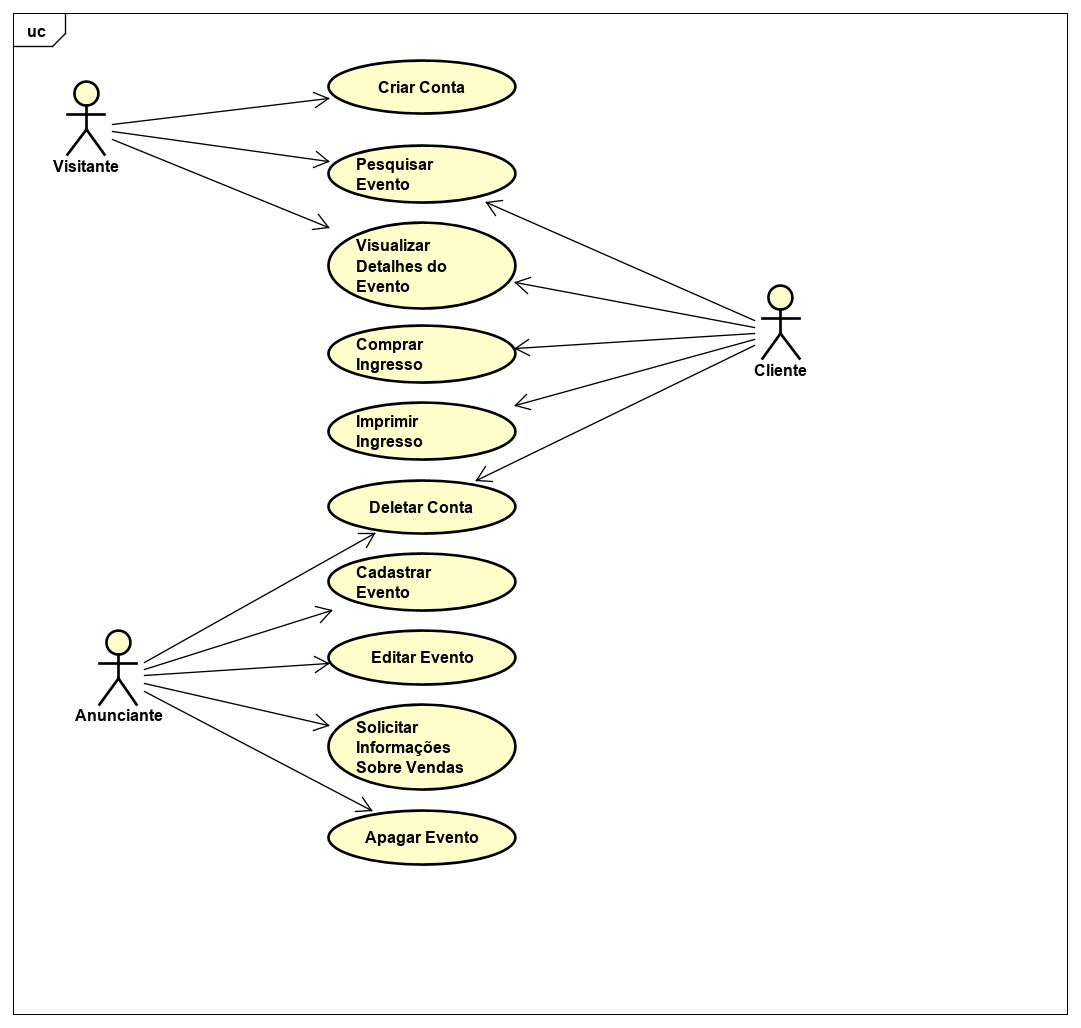 uc
Criar Conta
Visitante
Pesquisar
Evento
Visualizar
Detalhes do
Evento
Comprar
Ingresso
Cliente
Imprimir
Ingresso
Deletar Conta
Cadastrar
Evento
Editar Evento
Anunciante
Solicitar
Informações
Sobre Vendas
Apagar Evento